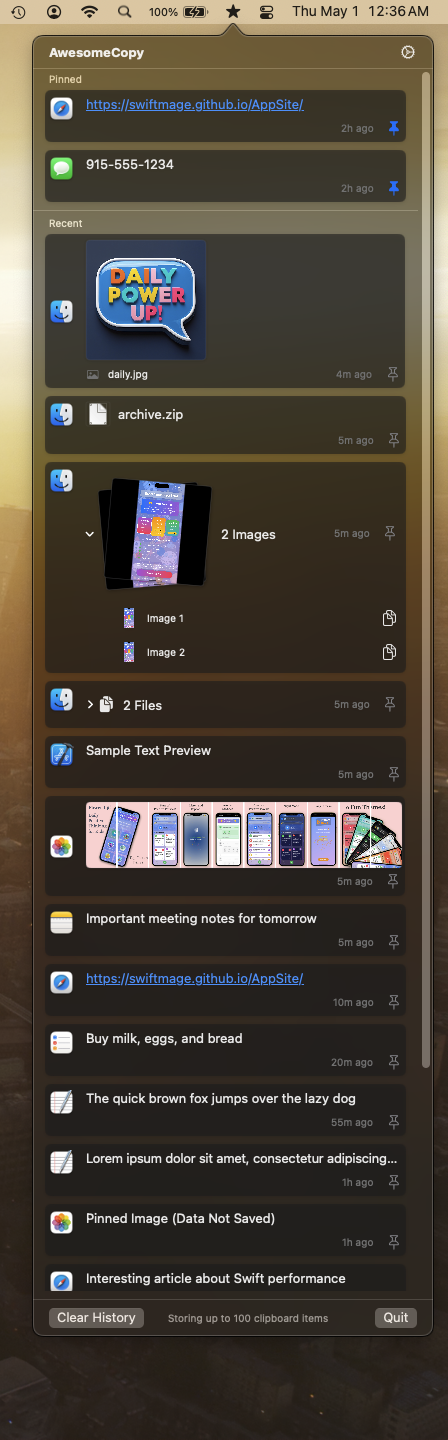 100%
Thu May 1 12:36 AM
AwesomeCopy
Pinned
https://swiftmage.github.io/AppSite/
2h ago
915-555-1234
2h ago
Recent
DAILY
POWER
UP!
daily.jpg
4m ago
archive.zip
5m ago
2 Images
5m ago
Image 1
Image 2
2 Files
5m ago
Sample Text Preview
5m ago
5m ago
Important meeting notes for tomorrow
5m ago
https://swiftmage.github.io/AppSite/
10m ago
Buy milk, eggs, and bread
20m ago
The quick brown fox jumps over the lazy dog
55m ago
Lorem ipsum dolor sit amet, consectetur adipiscing...
1h ago
Pinned Image (Data Not Saved)
1h ago
Interesting article about Swift performance
Clear History
Storing up to 100 clipboard items
Quit